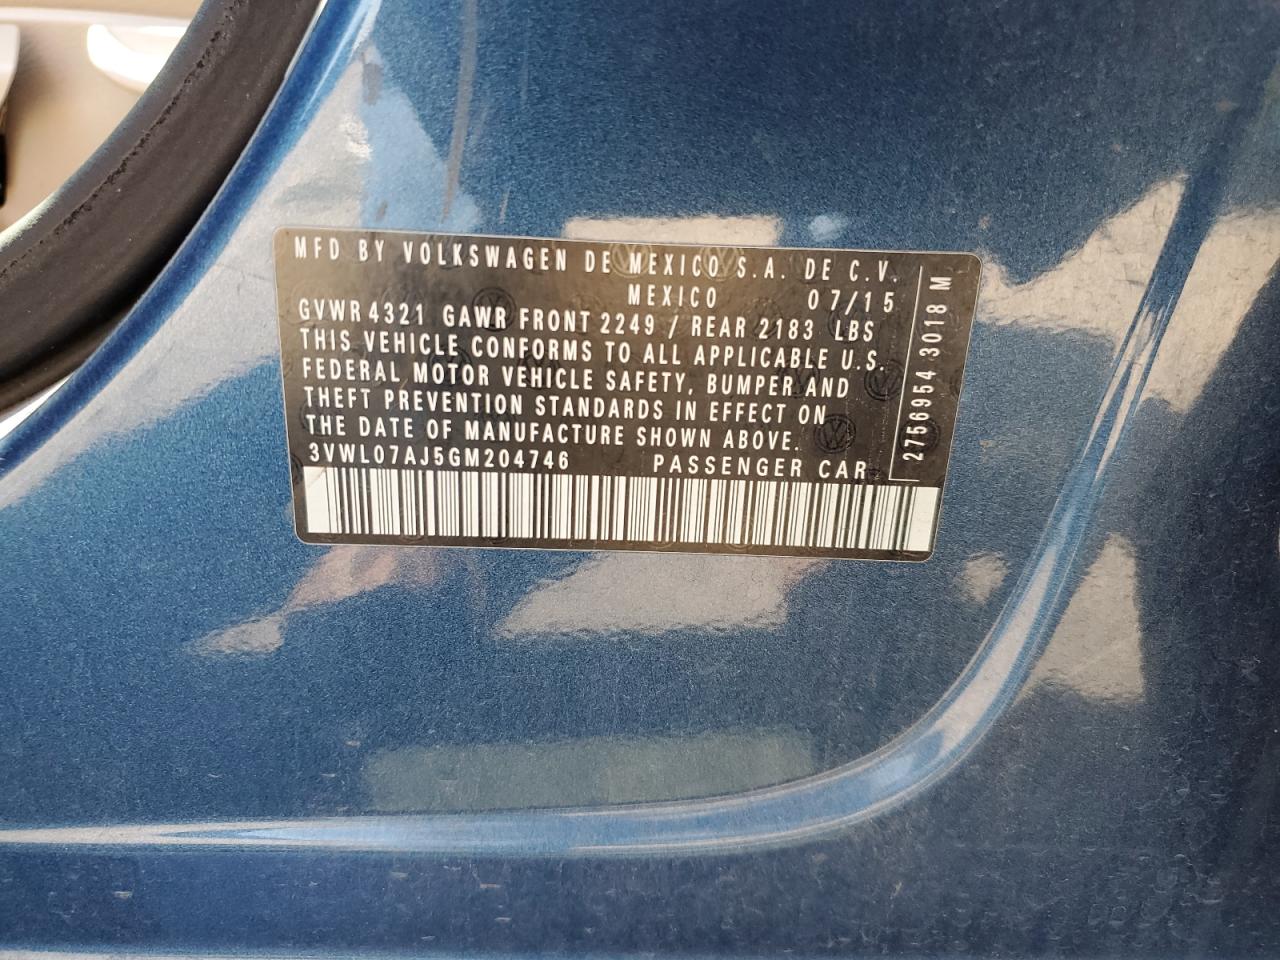 MFD BY VOLKSWAGEN DE MEXICO S.A. DE C.V.
MEXICO 07/15
GVWR 4321 GAWR FRONT 2249 / REAR 2183 LBS
THIS VEHICLE CONFORMS TO ALL APPLICABLE U.S.
FEDERAL MOTOR VEHICLE SAFETY, BUMPER AND
THEFT PREVENTION STANDARDS IN EFFECT ON
THE DATE OF MANUFACTURE SHOWN ABOVE.
3VWL07AJ5GM204746 PASSENGER CAR
2756954 3018 M